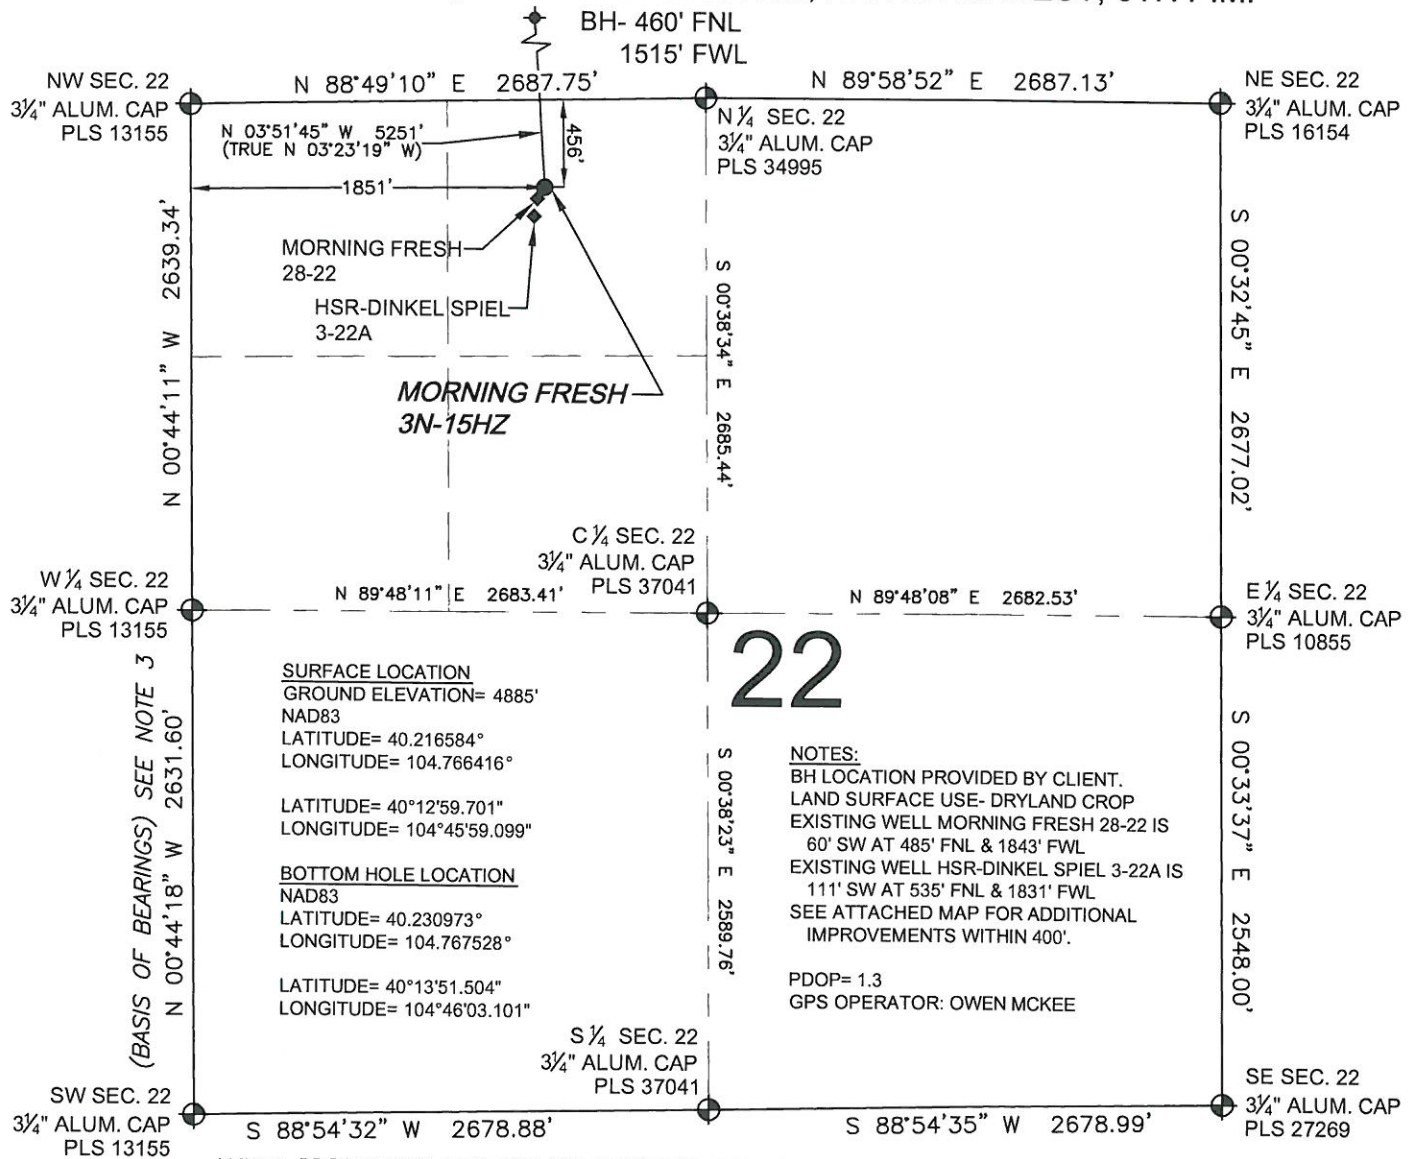 BH- 460' FNL
1515' FWL
NW SEC. 22
3¼" ALUM. CAP
PLS 13155
N 88°49'10" E 2687.75'
N 89°58'52" E 2687.13'
NE SEC. 22
3¼" ALUM. CAP
PLS 16154
N 03°51'45" W 5251'
(TRUE N 03°23'19" W)
456'
N ¼ SEC. 22
3¼" ALUM. CAP
PLS 34995
1851'
MORNING FRESH
28-22
HSR-DINKEL SPIEL
3-22A
MORNING FRESH
3N-15HZ
N 00°44'11" W 2639.34'
S 00°38'34" E 2685.44'
S 00°32'45" E 2677.02'
C ¼ SEC. 22
3¼" ALUM. CAP
PLS 37041
W ¼ SEC. 22
3¼" ALUM. CAP
PLS 13155
N 89°48'11" E 2683.41'
N 89°48'08" E 2682.53'
E ¼ SEC. 22
3¼" ALUM. CAP
PLS 10855
22
(BASIS OF BEARINGS) SEE NOTE 3
N 00°44'18" W 2631.60'
SURFACE LOCATION
GROUND ELEVATION= 4885'
NAD83
LATITUDE= 40.216584°
LONGITUDE= 104.766416°
LATITUDE= 40°12'59.701"
LONGITUDE= 104°45'59.099"
BOTTOM HOLE LOCATION
NAD83
LATITUDE= 40.230973°
LONGITUDE= 104.767528°
LATITUDE= 40°13'51.504"
LONGITUDE= 104°46'03.101"
S 00°38'23" E 2589.76'
NOTES:
BH LOCATION PROVIDED BY CLIENT.
LAND SURFACE USE- DRYLAND CROP
EXISTING WELL MORNING FRESH 28-22 IS
60' SW AT 485' FNL & 1843' FWL
EXISTING WELL HSR-DINKEL SPIEL 3-22A IS
111' SW AT 535' FNL & 1831' FWL
SEE ATTACHED MAP FOR ADDITIONAL
IMPROVEMENTS WITHIN 400'.
PDOP= 1.3
GPS OPERATOR: OWEN MCKEE
S 00°33'37" E 2548.00'
S ¼ SEC. 22
3¼" ALUM. CAP
PLS 37041
SW SEC. 22
3¼" ALUM. CAP
PLS 13155
S 88°54'32" W 2678.88'
S 88°54'35" W 2678.99'
SE SEC. 22
3¼" ALUM. CAP
PLS 27269